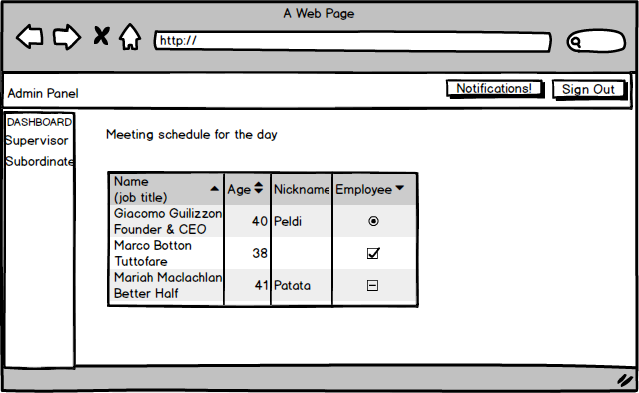 A Web Page
http://
Admin Panel
Notifications!
Sign Out
DASHBOARD
Supervisor
Subordinate
Meeting schedule for the day
Name
(job title)
Age
Nickname
Employee
Giacomo Guilizzon
Founder & CEO
40
Peldi
Marco Botton
Tuttofare
38
Mariah Maclachlan
Better Half
41
Patata